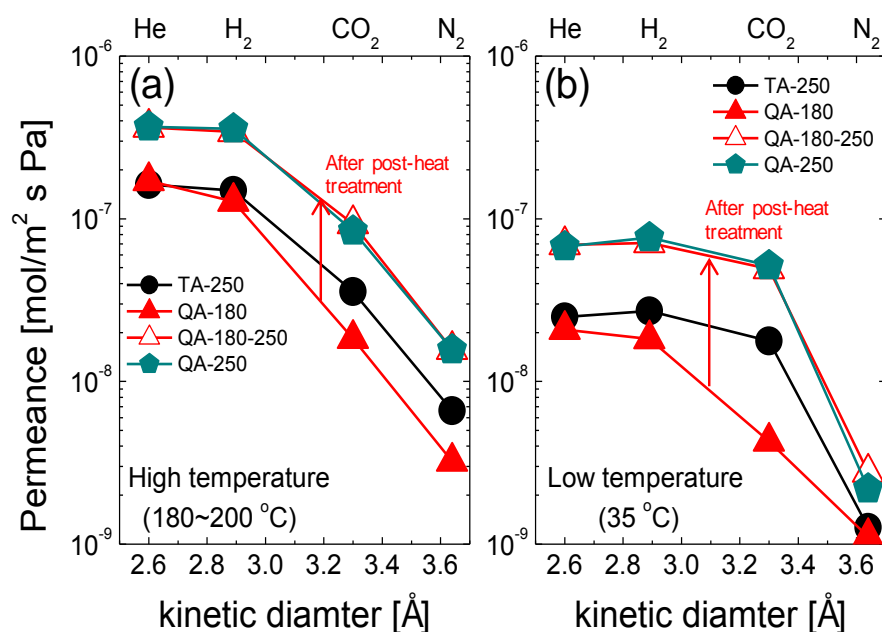 He H₂ CO₂ N₂
He H₂ CO₂ N₂
Permeance [mol/m² s Pa]
10⁻⁶
10⁻⁷
10⁻⁸
10⁻⁹
(a)
After post-heat
treatment
TA-250
QA-180
QA-180-250
QA-250
High temperature
(180~200 °C)
2.6 2.8 3.0 3.2 3.4 3.6
kinetic diamter [Å]
10⁻⁶
10⁻⁷
10⁻⁸
10⁻⁹
(b)
TA-250
QA-180
QA-180-250
QA-250
After post-heat
treatment
Low temperature
(35 °C)
2.6 2.8 3.0 3.2 3.4 3.6
kinetic diamter [Å]